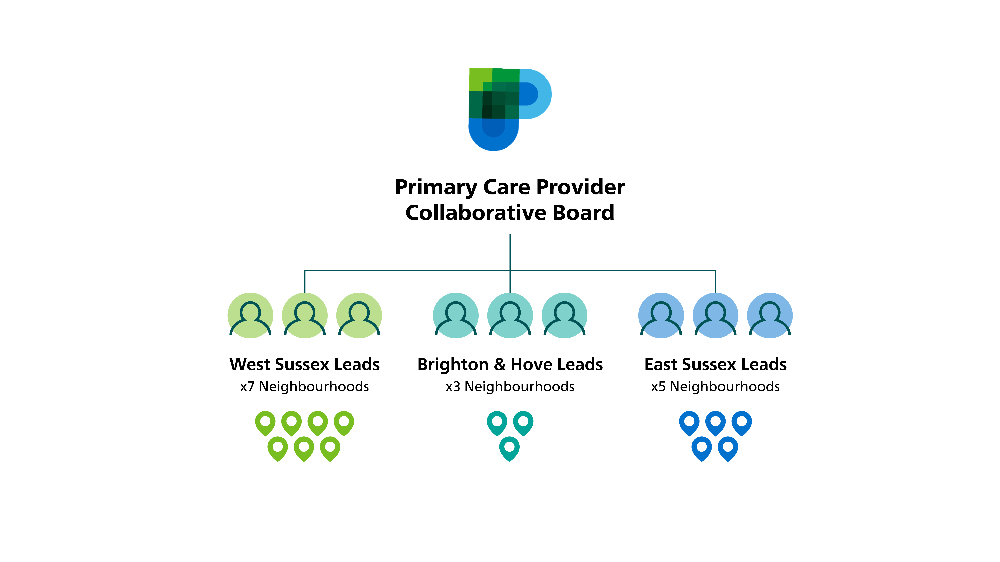 Primary Care Provider
Collaborative Board
West Sussex Leads
x7 Neighbourhoods
Brighton & Hove Leads
x3 Neighbourhoods
East Sussex Leads
x5 Neighbourhoods